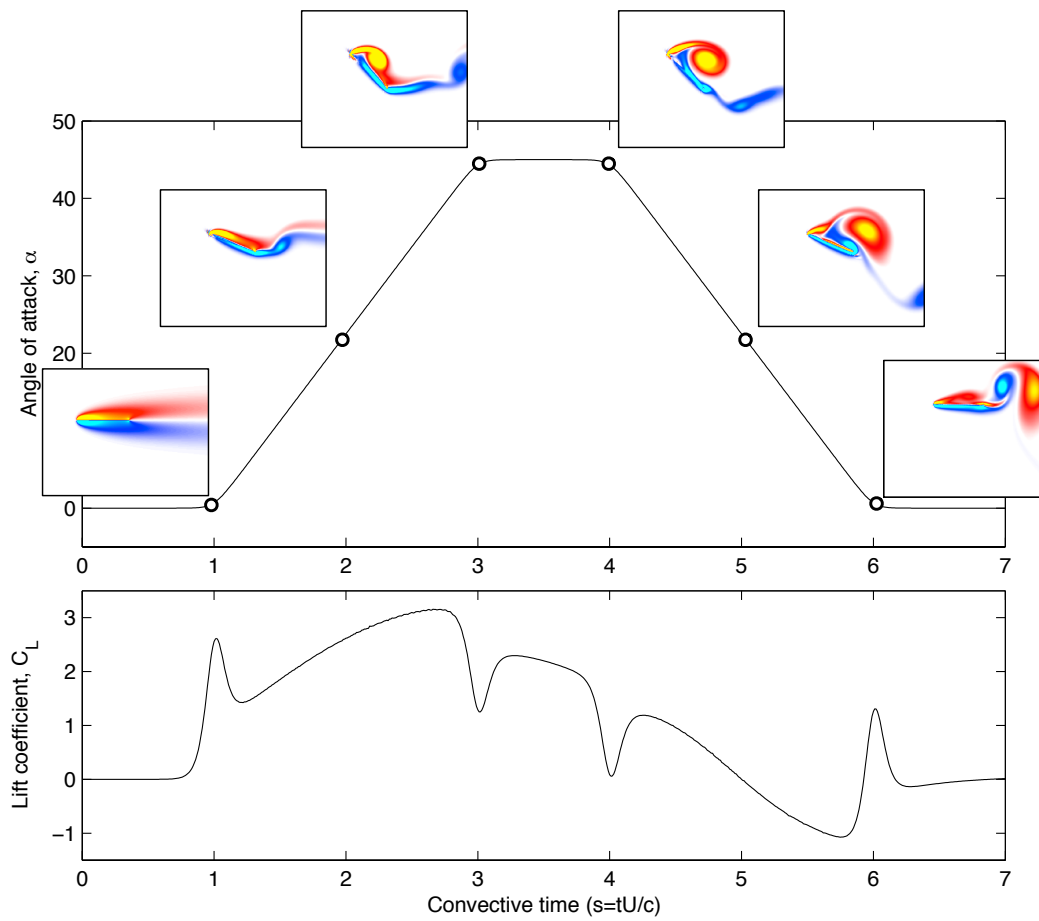 50
40
30
20
0
Angle of attack, α
0 1 2 3 4 5 6 7
3
2
1
0
−1
Lift coefficient, C_L
0 1 2 3 4 5 6 7
Convective time (s=tU/c)